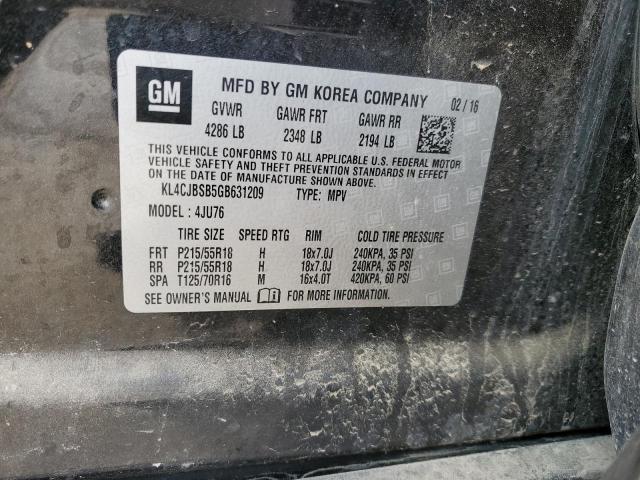 GM
MFD BY GM KOREA COMPANY 02 / 16
GVWR GAWR FRT GAWR RR
4286 LB 2348 LB 2194 LB
THIS VEHICLE CONFORMS TO ALL APPLICABLE U.S. FEDERAL MOTOR
VEHICLE SAFETY AND THEFT PREVENTION STANDARDS IN EFFECT
ON THE DATE OF MANUFACTURE SHOWN ABOVE.
KL4CJBSB5GB631209 TYPE: MPV
MODEL : 4JU76
TIRE SIZE SPEED RTG RIM COLD TIRE PRESSURE
FRT P215/55R18 H 18x7.0J 240KPA, 35 PSI
RR P215/55R18 H 18x7.0J 240KPA, 35 PSI
SPA T125/70R16 M 16x4.0T 420KPA, 60 PSI
SEE OWNER'S MANUAL FOR MORE INFORMATION.